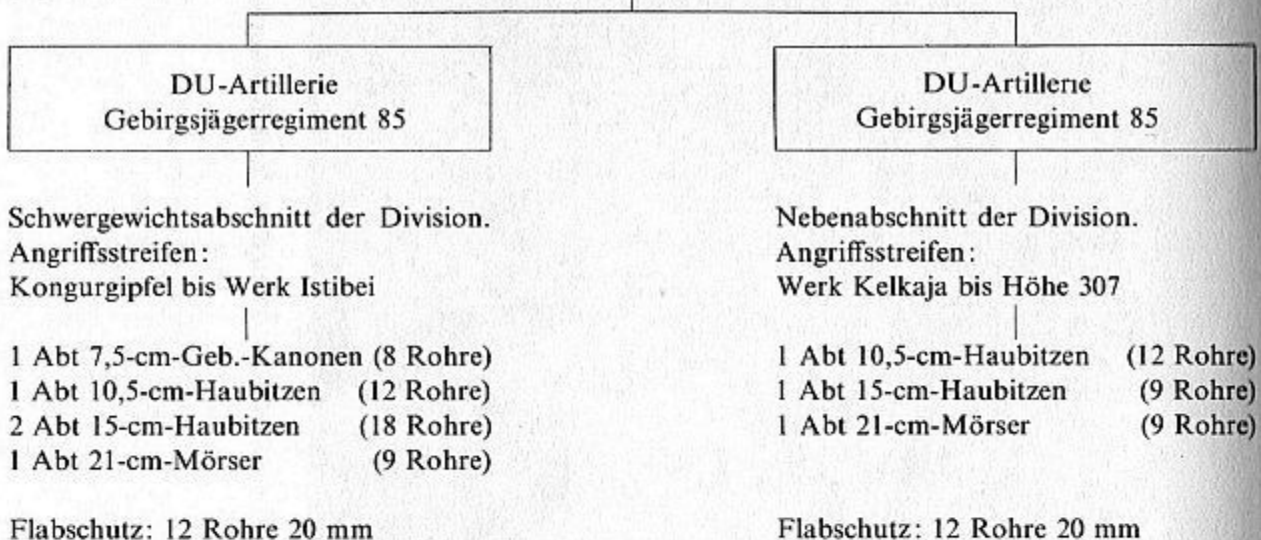 DU-Artillerie
Gebirgsjägerregiment 85
Schwergewichtsabschnitt der Division.
Angriffsstreifen:
Kongurgipfel bis Werk Istibei
1 Abt 7,5-cm-Geb.-Kanonen (8 Rohre)
1 Abt 10,5-cm-Haubitzen (12 Rohre)
2 Abt 15-cm-Haubitzen (18 Rohre)
1 Abt 21-cm-Mörser (9 Rohre)
Flabschutz: 12 Rohre 20 mm
DU-Artillerie
Gebirgsjägerregiment 85
Nebenabschnitt der Division.
Angriffsstreifen:
Werk Kelkaja bis Höhe 307
1 Abt 10,5-cm-Haubitzen (12 Rohre)
1 Abt 15-cm-Haubitzen (9 Rohre)
1 Abt 21-cm-Mörser (9 Rohre)
Flabschutz: 12 Rohre 20 mm